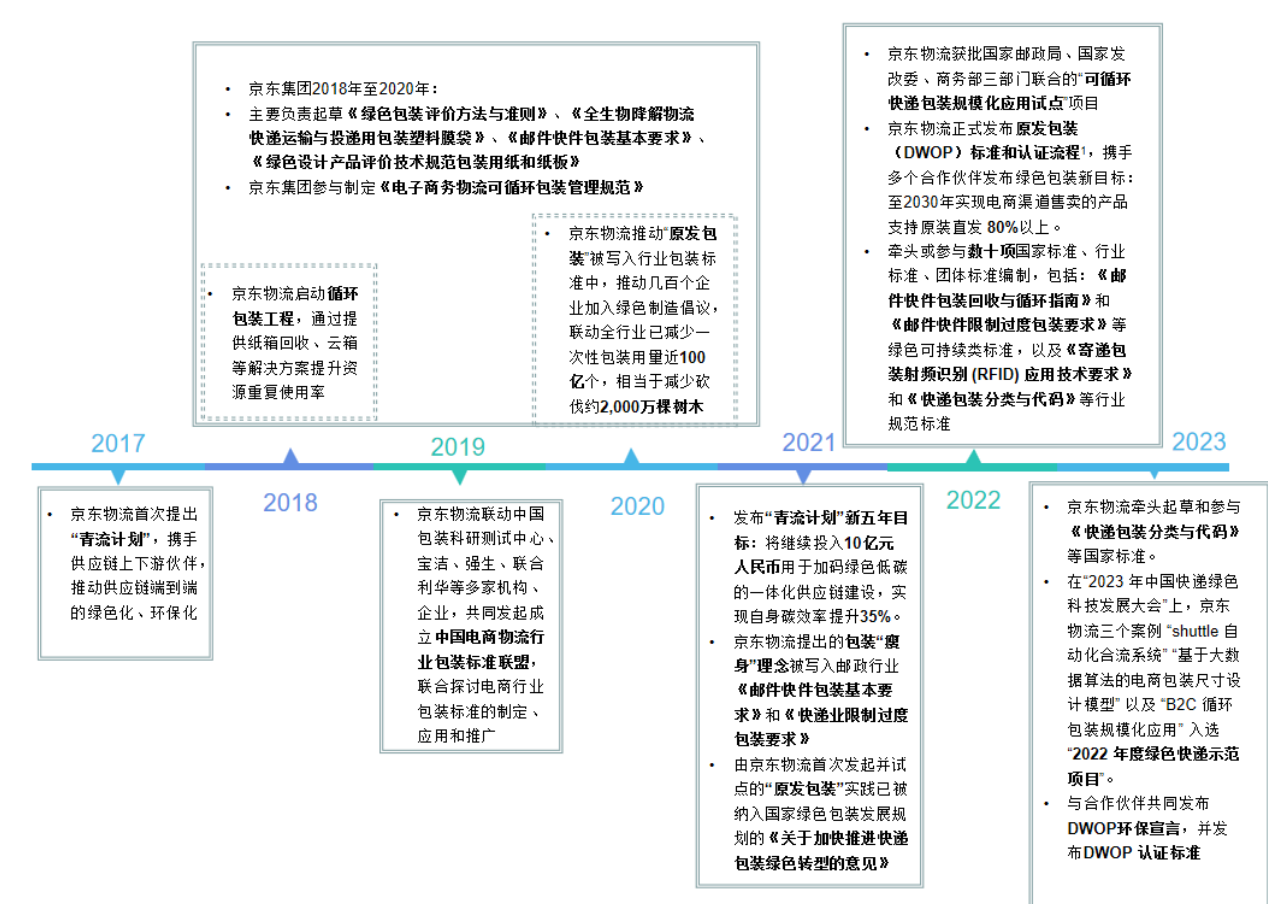 • 京东集团2018年至2020年：
• 主要负责起草《绿色包装评价方法与准则》、《全生物降解物流
快递运输与投递用包装塑料膜袋》、《邮件快件包装基本要求》、
《绿色设计产品评价技术规范包装用纸和纸板》
• 京东集团参与制定《电子商务物流可循环包装管理规范》
• 京东物流启动循环
包装工程，通过提
供纸箱回收、云箱
等解决方案提升资
源重复使用率
• 京东物流推动“原发包
装”被写入行业包装标
准中，推动几百个企
业加入绿色制造倡议，
联动全行业已减少一
次性包装用量近100
亿个，相当于减少砍
伐约2,000万棵树木
• 京东物流获批国家邮政局、国家发
改委、商务部三部门联合的“可循环
快递包装规模化应用试点”项目
• 京东物流正式发布原发包装
（DWOP）标准和认证流程¹，携手
多个合作伙伴发布绿色包装新目标：
至2030年实现电商渠道售卖的产品
支持原装直发 80%以上。
• 牵头或参与数十项国家标准、行业
标准、团体标准编制，包括：《邮
件快件包装回收与循环指南》和
《邮件快件限制过度包装要求》等
绿色可持续类标准，以及《寄递包
装射频识别 (RFID) 应用技术要求》
和《快递包装分类与代码》等行业
规范标准
2017
2018
2019
2020
2021
2022
2023
• 京东物流首次提出
“青流计划”，携手
供应链上下游伙伴，
推动供应链端到端
的绿色化、环保化
• 京东物流联动中国
包装科研测试中心、
宝洁、强生、联合
利华等多家机构、
企业，共同发起成
立中国电商物流行
业包装标准联盟，
联合探讨电商行业
包装标准的制定、
应用和推广
• 发布“青流计划”新五年目
标：将继续投入10亿元
人民币用于加码绿色低碳
的一体化供应链建设，实
现自身碳效率提升35%。
• 京东物流提出的包装“瘦
身”理念被写入邮政行业
《邮件快件包装基本要
求》和《快递业限制过度
包装要求》
• 由京东物流首次发起并试
点的“原发包装”实践已被
纳入国家绿色包装发展规
划的《关于加快推进快递
包装绿色转型的意见》
• 京东物流牵头起草和参与
《快递包装分类与代码》
等国家标准。
• 在“2023 年中国快递绿色
科技发展大会”上，京东
物流三个案例 “shuttle 自
动化合流系统” “基于大数
据算法的电商包装尺寸设
计模型” 以及 “B2C 循环
包装规模化应用” 入选
“2022 年度绿色快递示范
项目”。
• 与合作伙伴共同发布
DWOP环保宣言，并发
布DWOP 认证标准